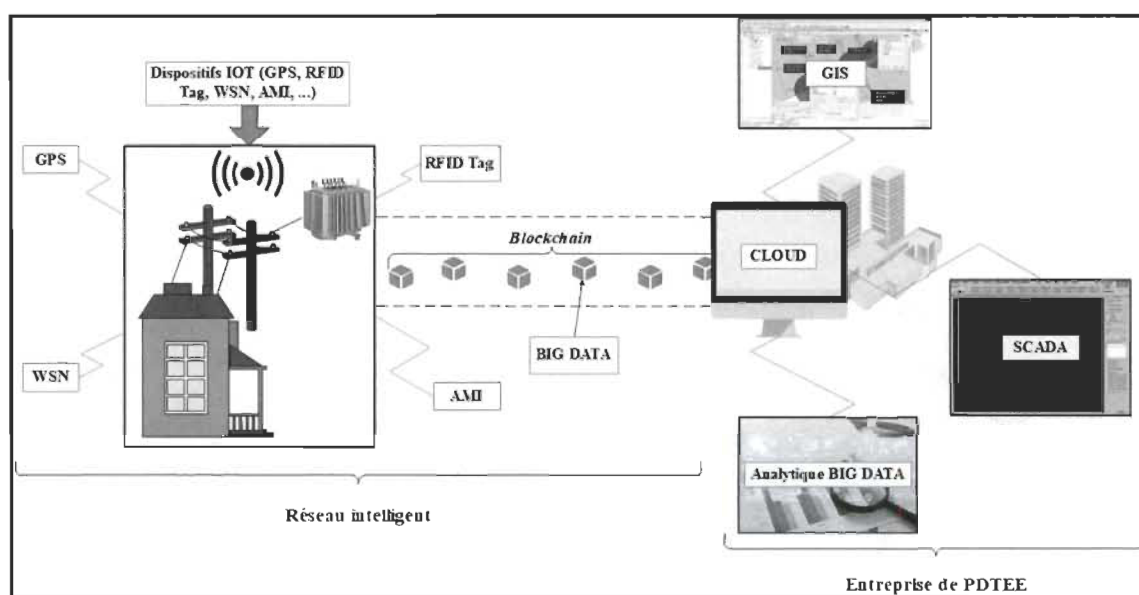 Dispositifs IOT (GPS, RFID
Tag, WSN, AMI, ...)
GPS
RFID Tag
WSN
AMI
Blockchain
BIG DATA
CLOUD
GIS
SCADA
Analytique BIG DATA
Réseau intelligent
Entreprise de PDTEE